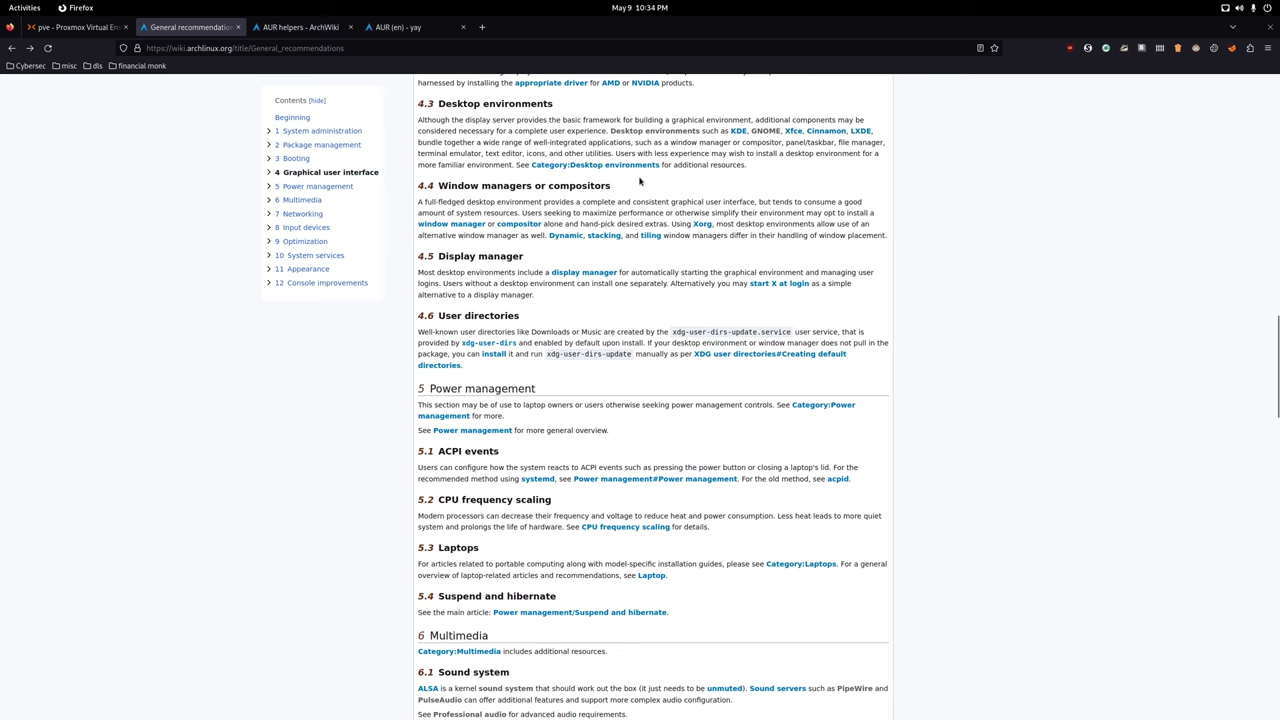 Activities
Firefox
May 9 10:34 PM
pve - Proxmox Virtual En
General recommendation
AUR helpers - ArchWiki
AUR (en) - yay
https://wiki.archlinux.org/title/General_recommendations
Cybersec
misc
dls
financial monk
Contents [hide]
Beginning
1 System administration
2 Package management
3 Booting
4 Graphical user interface
5 Power management
6 Multimedia
7 Networking
8 Input devices
9 Optimization
10 System services
11 Appearance
12 Console improvements
harnessed by installing the appropriate driver for AMD or NVIDIA products.
4.3 Desktop environments
Although the display server provides the basic framework for building a graphical environment, additional components may be
considered necessary for a complete user experience. Desktop environments such as KDE, GNOME, Xfce, Cinnamon, LXDE,
bundle together a wide range of well-integrated applications, such as a window manager or compositor, panel/taskbar, file manager,
terminal emulator, text editor, icons, and other utilities. Users with less experience may wish to install a desktop environment for a
more familiar environment. See Category:Desktop environments for additional resources.
4.4 Window managers or compositors
A full-fledged desktop environment provides a complete and consistent graphical user interface, but tends to consume a good
amount of system resources. Users seeking to maximize performance or otherwise simplify their environment may opt to install a
window manager or compositor alone and hand-pick desired extras. Using Xorg, most desktop environments allow use of an
alternative window manager as well. Dynamic, stacking, and tiling window managers differ in their handling of window placement.
4.5 Display manager
Most desktop environments include a display manager for automatically starting the graphical environment and managing user
logins. Users without a desktop environment can install one separately. Alternatively you may start X at login as a simple
alternative to a display manager.
4.6 User directories
Well-known user directories like Downloads or Music are created by the xdg-user-dirs-update.service user service, that is
provided by xdg-user-dirs and enabled by default upon install. If your desktop environment or window manager does not pull in the
package, you can install it and run xdg-user-dirs-update manually as per XDG user directories#Creating default
directories.
5 Power management
This section may be of use to laptop owners or users otherwise seeking power management controls. See Category:Power
management for more.
See Power management for more general overview.
5.1 ACPI events
Users can configure how the system reacts to ACPI events such as pressing the power button or closing a laptop's lid. For the
recommended method using systemd, see Power management#Power management. For the old method, see acpid.
5.2 CPU frequency scaling
Modern processors can decrease their frequency and voltage to reduce heat and power consumption. Less heat leads to more quiet
system and prolongs the life of hardware. See CPU frequency scaling for details.
5.3 Laptops
For articles related to portable computing along with model-specific installation guides, please see Category:Laptops. For a general
overview of laptop-related articles and recommendations, see Laptop.
5.4 Suspend and hibernate
See the main article: Power management/Suspend and hibernate.
6 Multimedia
Category:Multimedia includes additional resources.
6.1 Sound system
ALSA is a kernel sound system that should work out the box (it just needs to be unmuted). Sound servers such as PipeWire and
PulseAudio can offer additional features and support more complex audio configuration.
See Professional audio for advanced audio requirements.